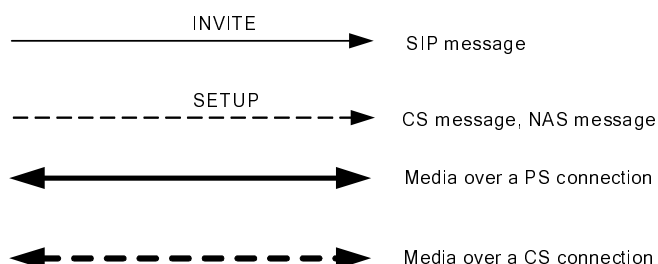 INVITE
SIP message
SETUP
CS message, NAS message
Media over a PS connection
Media over a CS connection